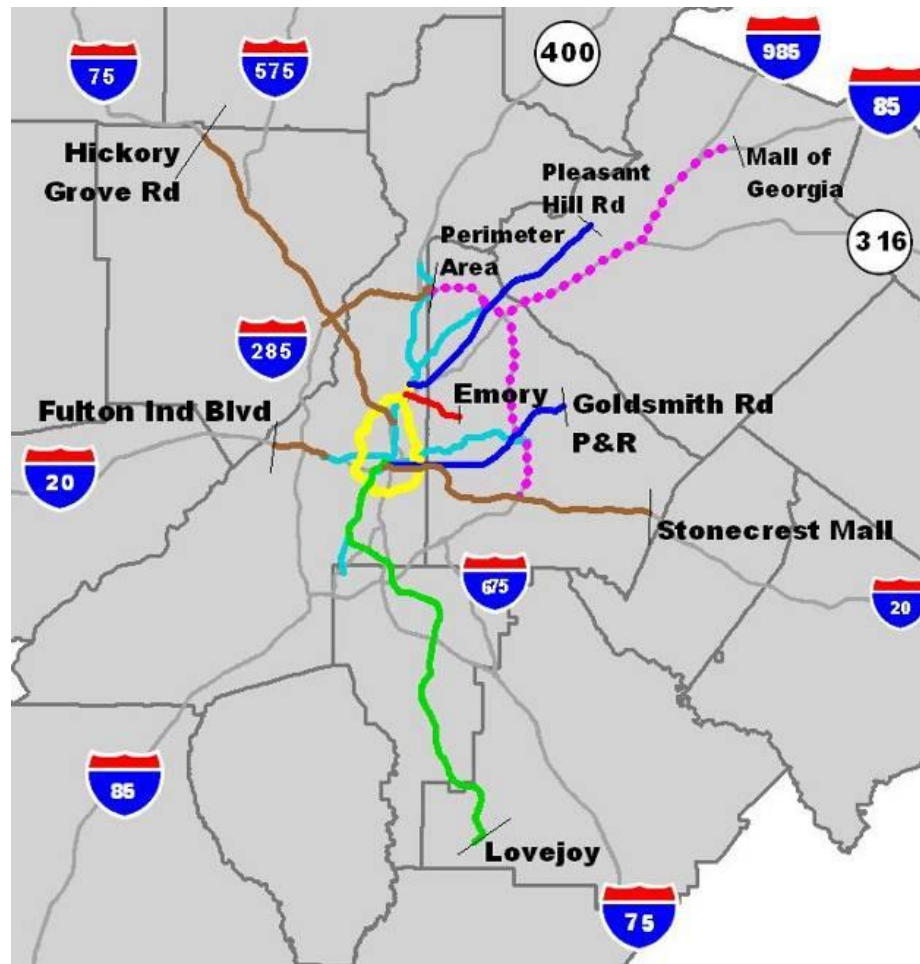 75
575
400
985
85
Hickory
Grove Rd
Pleasant
Hill Rd
Mall of
Georgia
316
Perimeter
Area
285
Fulton Ind Blvd
Emory
Goldsmith Rd
P&R
20
Stonecrest Mall
675
20
85
Lovejoy
75